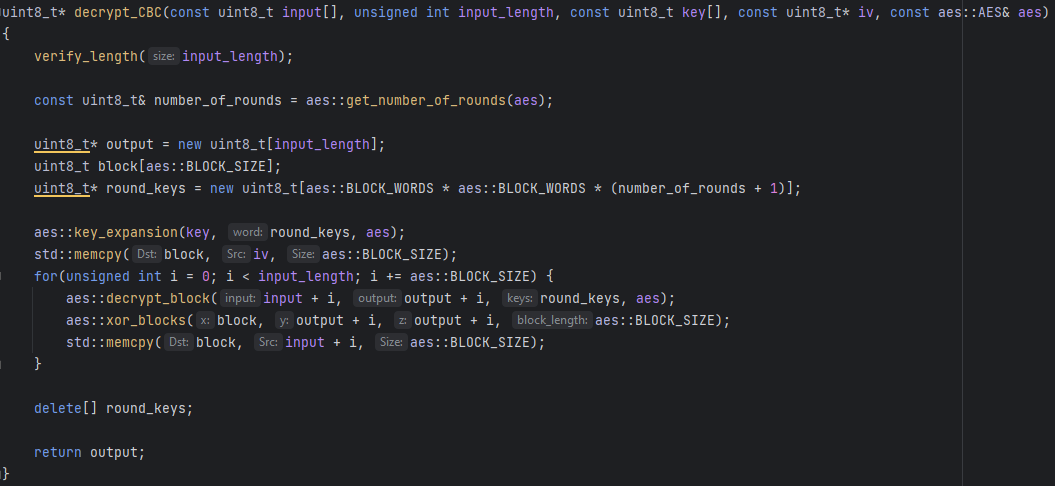 uint8_t* decrypt_CBC(const uint8_t input[], unsigned int input_length, const uint8_t key[], const uint8_t* iv, const aes::AES& aes)
{
    verify_length( size: input_length);

    const uint8_t& number_of_rounds = aes::get_number_of_rounds(aes);

    uint8_t* output = new uint8_t[input_length];
    uint8_t block[aes::BLOCK_SIZE];
    uint8_t* round_keys = new uint8_t[aes::BLOCK_WORDS * aes::BLOCK_WORDS * (number_of_rounds + 1)];

    aes::key_expansion(key, word: round_keys, aes);
    std::memcpy( Dst: block, Src: iv, Size: aes::BLOCK_SIZE);
    for(unsigned int i = 0; i < input_length; i += aes::BLOCK_SIZE) {
        aes::decrypt_block( input: input + i, output: output + i, keys: round_keys, aes);
        aes::xor_blocks( x: block, y: output + i, z: output + i, block_length: aes::BLOCK_SIZE);
        std::memcpy( Dst: block, Src: input + i, Size: aes::BLOCK_SIZE);
    }

    delete[] round_keys;

    return output;
}